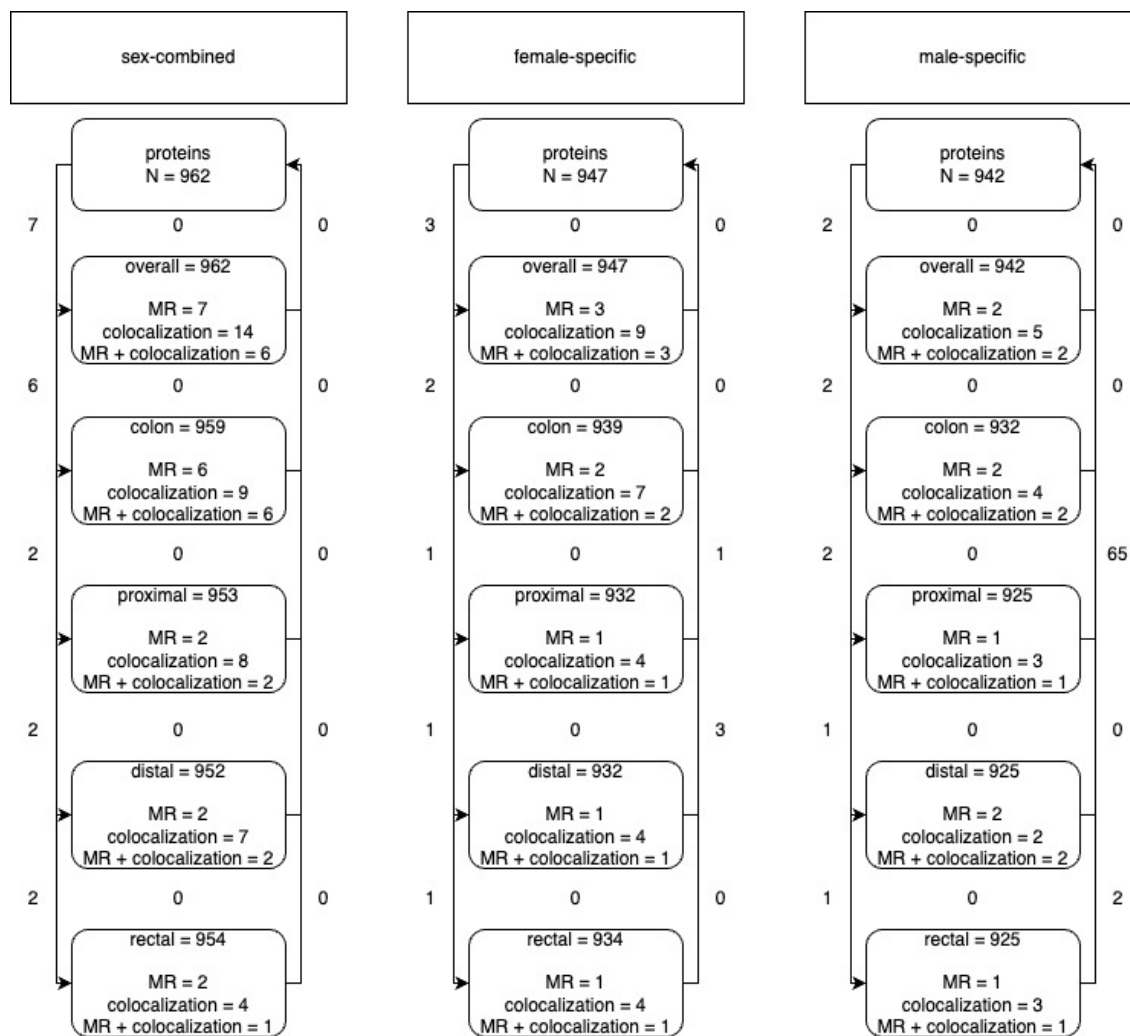 sex-combined
female-specific
male-specific
proteins
N = 962
proteins
N = 947
proteins
N = 942
7 0 0 3 0 0 2 0 0
overall = 962
MR = 7
colocalization = 14
MR + colocalization = 6
overall = 947
MR = 3
colocalization = 9
MR + colocalization = 3
overall = 942
MR = 2
colocalization = 5
MR + colocalization = 2
6 0 0 2 0 0 2 0 0
colon = 959
MR = 6
colocalization = 9
MR + colocalization = 6
colon = 939
MR = 2
colocalization = 7
MR + colocalization = 2
colon = 932
MR = 2
colocalization = 4
MR + colocalization = 2
2 0 0 1 0 1 2 0 65
proximal = 953
MR = 2
colocalization = 8
MR + colocalization = 2
proximal = 932
MR = 1
colocalization = 4
MR + colocalization = 1
proximal = 925
MR = 1
colocalization = 3
MR + colocalization = 1
2 0 0 1 0 3 1 0 0
distal = 952
MR = 2
colocalization = 7
MR + colocalization = 2
distal = 932
MR = 1
colocalization = 4
MR + colocalization = 1
distal = 925
MR = 2
colocalization = 2
MR + colocalization = 2
2 0 0 1 0 0 1 0 2
rectal = 954
MR = 2
colocalization = 4
MR + colocalization = 1
rectal = 934
MR = 1
colocalization = 4
MR + colocalization = 1
rectal = 925
MR = 1
colocalization = 3
MR + colocalization = 1